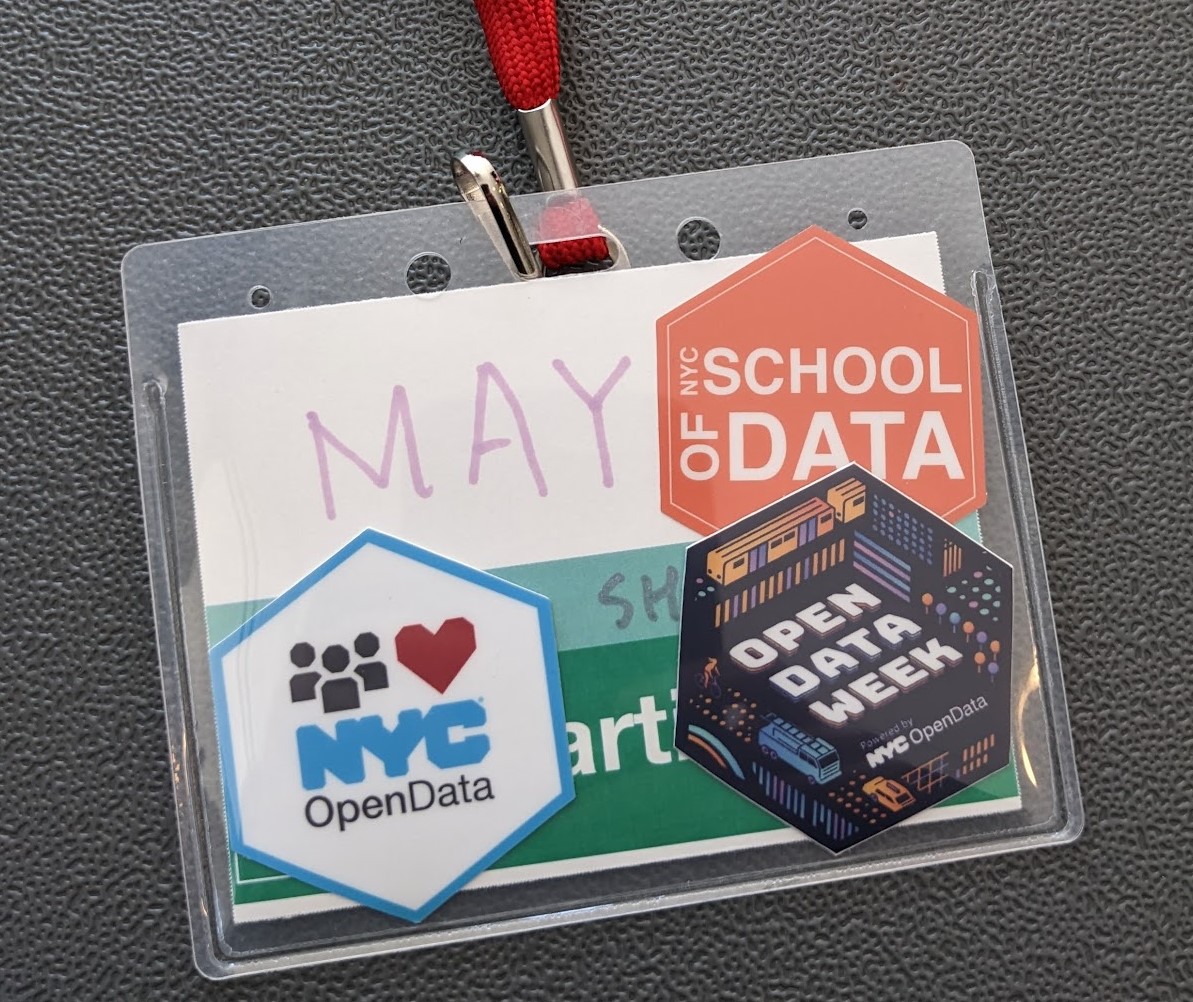 MAY
NYC
SCHOOL
OF
DATA
SH
arti
NYC
OpenData
OPEN
DATA
WEEK
Powered by
NYC OpenData